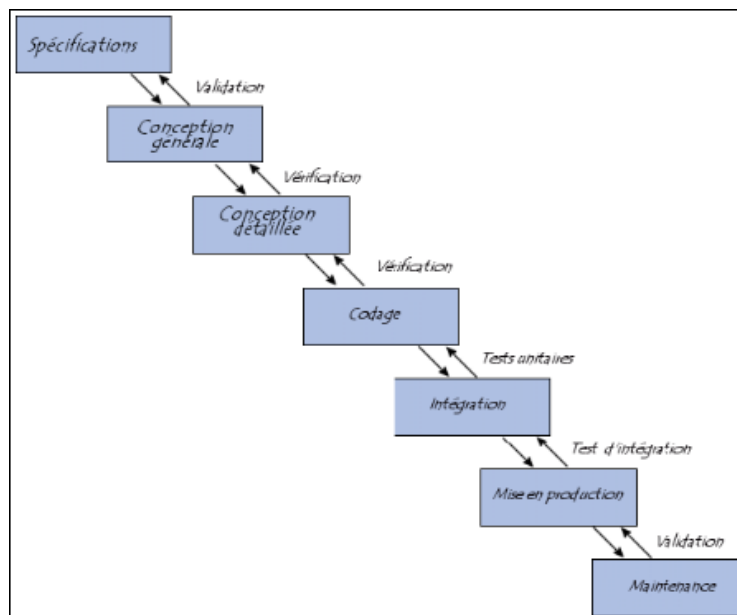 Spécifications
Validation
Conception
générale
Vérification
Conception
détaillée
Vérification
Codage
Tests unitaires
Intégration
Test d'intégration
Mise en production
Validation
Maintenance